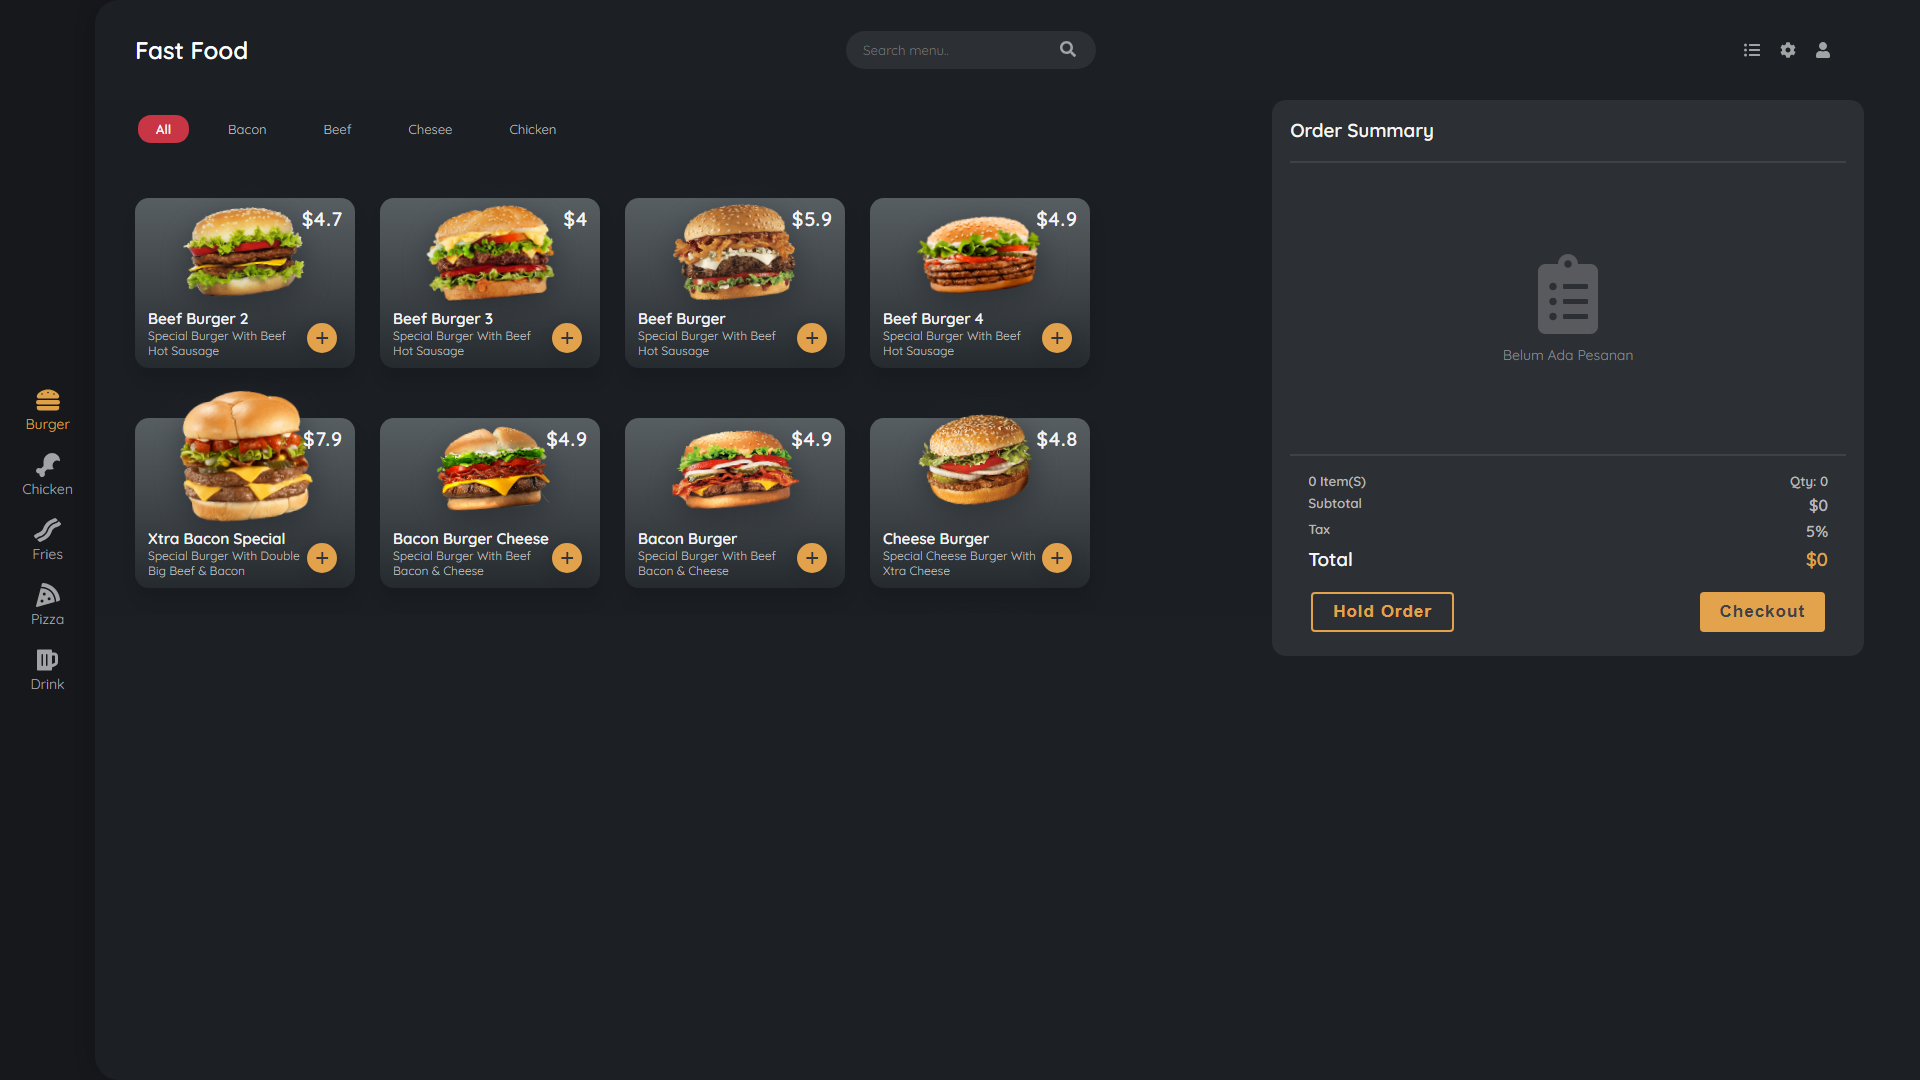 Fast Food
Search menu..
All
Bacon
Beef
Chesee
Chicken
Burger
Chicken
Fries
Pizza
Drink
$4.7
Beef Burger 2
Special Burger With Beef
Hot Sausage
$4
Beef Burger 3
Special Burger With Beef
Hot Sausage
$5.9
Beef Burger
Special Burger With Beef
Hot Sausage
$4.9
Beef Burger 4
Special Burger With Beef
Hot Sausage
$7.9
Xtra Bacon Special
Special Burger With Double
Big Beef & Bacon
$4.9
Bacon Burger Cheese
Special Burger With Beef
Bacon & Cheese
$4.9
Bacon Burger
Special Burger With Beef
Bacon & Cheese
$4.8
Cheese Burger
Special Cheese Burger With
Xtra Cheese
Order Summary
Belum Ada Pesanan
0 Item(S) Qty: 0
Subtotal $0
Tax 5%
Total $0
Hold Order Checkout